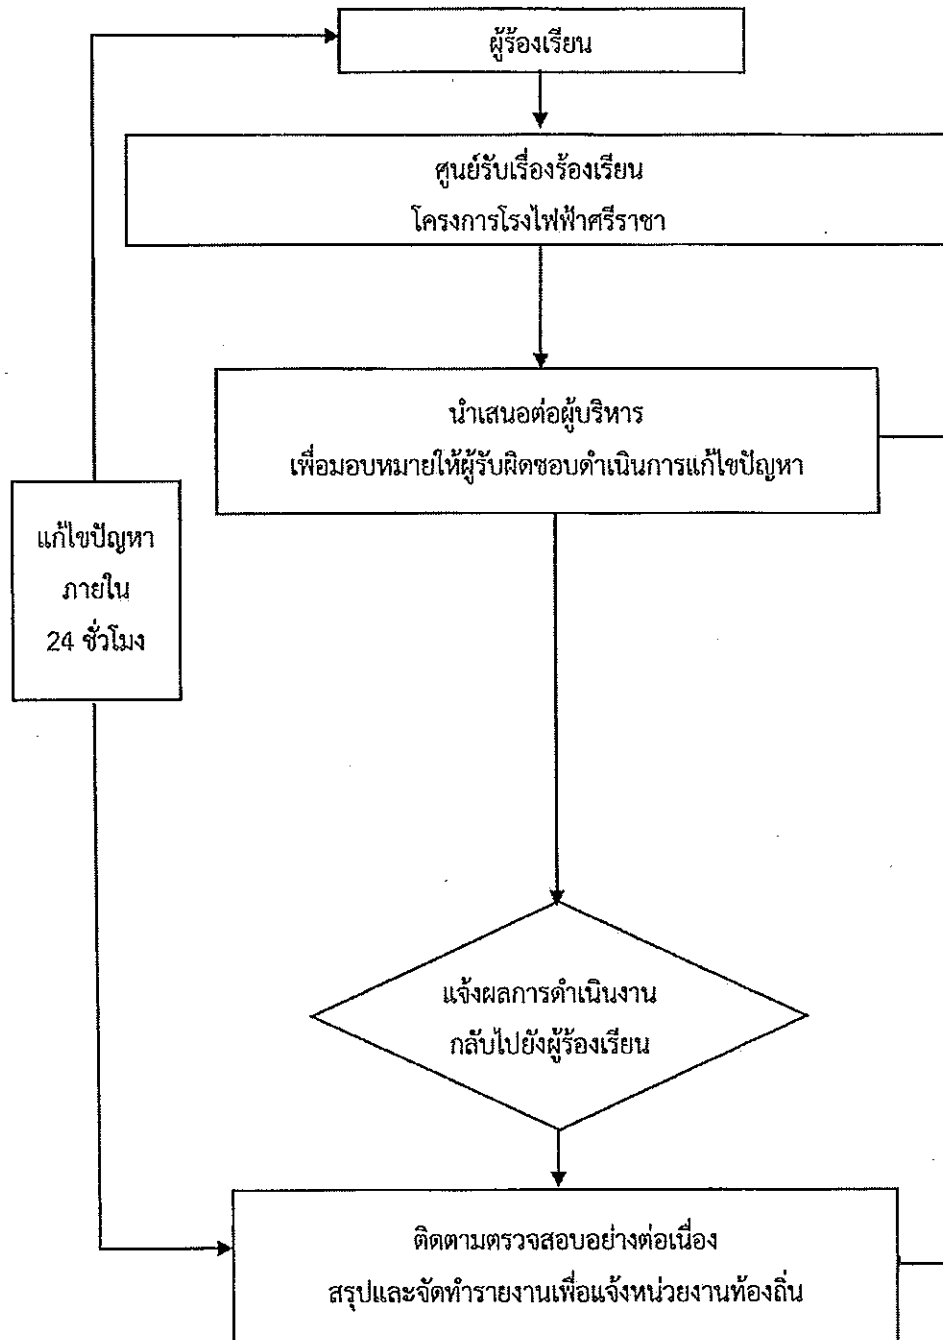 ผู้ร้องเรียน
ศูนย์รับเรื่องร้องเรียน
โครงการโรงไฟฟ้าศรีราชา
นำเสนอต่อผู้บริหาร
เพื่อมอบหมายให้ผู้รับผิดชอบดำเนินการแก้ไขปัญหา
แก้ไขปัญหา
ภายใน
24 ชั่วโมง
แจ้งผลการดำเนินงาน
กลับไปยังผู้ร้องเรียน
ติดตามตรวจสอบอย่างต่อเนื่อง
สรุปและจัดทำรายงานเพื่อแจ้งหน่วยงานท้องถิ่น